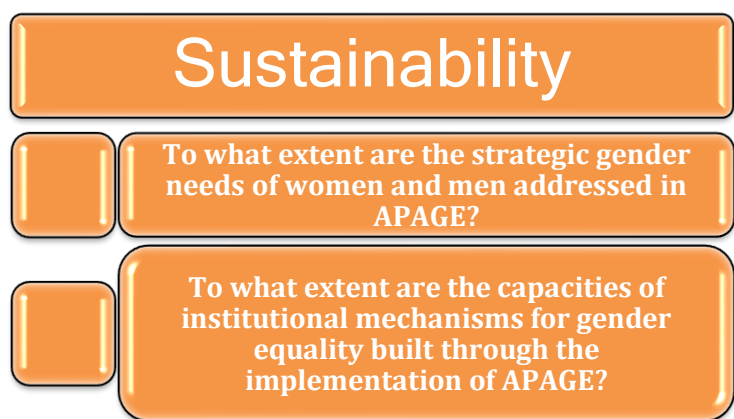 Sustainability
To what extent are the strategic gender
needs of women and men addressed in
APAGE?
To what extent are the capacities of
institutional mechanisms for gender
equality built through the
implementation of APAGE?